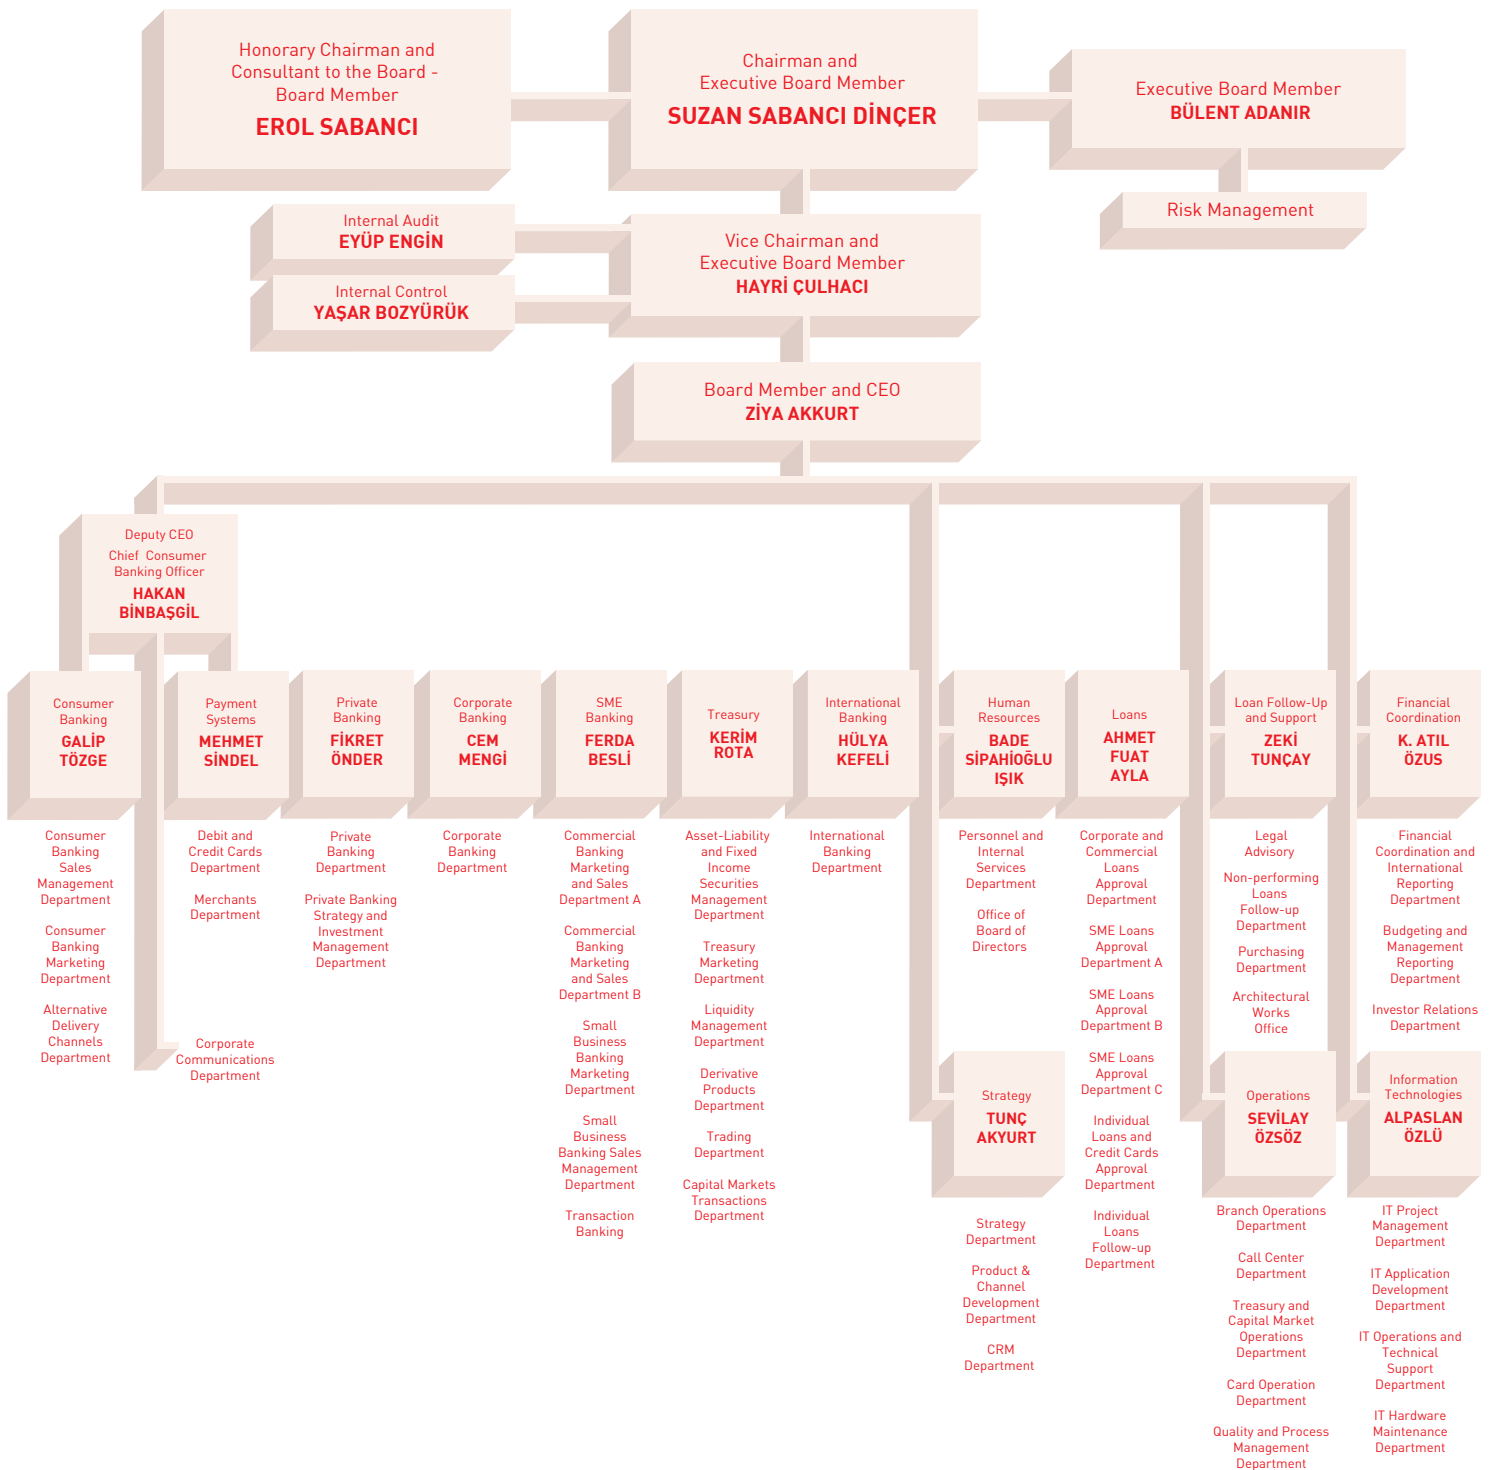 Honorary Chairman and
Consultant to the Board -
Board Member
EROL SABANCI
Chairman and
Executive Board Member
SUZAN SABANCI DİNÇER
Executive Board Member
BÜLENT ADANIR
Risk Management
Internal Audit
EYÜP ENGİN
Internal Control
YAŞAR BOZYÜRÜK
Vice Chairman and
Executive Board Member
HAYRİ ÇULHACI
Board Member and CEO
ZİYA AKKURT
Deputy CEO
Chief Consumer
Banking Officer
HAKAN
BİNBAŞGİL
Consumer
Banking
GALİP
TÖZGE
Consumer
Banking
Sales
Management
Department
Consumer
Banking
Marketing
Department
Alternative
Delivery
Channels
Department
Payment
Systems
MEHMET
SİNDEL
Debit and
Credit Cards
Department
Merchants
Department
Corporate
Communications
Department
Private
Banking
FİKRET
ÖNDER
Private
Banking
Department
Private Banking
Strategy and
Investment
Management
Department
Corporate
Banking
CEM
MENGİ
Corporate
Banking
Department
SME
Banking
FERDA
BESLİ
Commercial
Banking
Marketing
and Sales
Department A
Commercial
Banking
Marketing
and Sales
Department B
Small
Business
Banking
Marketing
Department
Small
Business
Banking Sales
Management
Department
Transaction
Banking
Treasury
KERİM
ROTA
Asset-Liability
and Fixed
Income
Securities
Management
Department
Treasury
Marketing
Department
Liquidity
Management
Department
Derivative
Products
Department
Trading
Department
Capital Markets
Transactions
Department
International
Banking
HÜLYA
KEFELİ
International
Banking
Department
Human
Resources
BADE
SİPAHİOĞLU
IŞIK
Personnel and
Internal
Services
Department
Office of
Board of
Directors
Strategy
TUNÇ
AKYURT
Strategy
Department
Product &
Channel
Development
Department
CRM
Department
Loans
AHMET
FUAT
AYLA
Corporate and
Commercial
Loans
Approval
Department
SME Loans
Approval
Department A
SME Loans
Approval
Department B
SME Loans
Approval
Department C
Individual
Loans and
Credit Cards
Approval
Department
Individual
Loans
Follow-up
Department
Loan Follow-Up
and Support
ZEKİ
TUNÇAY
Legal
Advisory
Non-performing
Loans
Follow-up
Department
Purchasing
Department
Architectural
Works
Office
Operations
SEVİLAY
ÖZSÖZ
Branch Operations
Department
Call Center
Department
Treasury and
Capital Market
Operations
Department
Card Operation
Department
Quality and Process
Management
Department
Financial
Coordination
K. ATIL
ÖZUS
Financial
Coordination and
International
Reporting
Department
Budgeting and
Management
Reporting
Department
Investor Relations
Department
Information
Technologies
ALPASLAN
ÖZLÜ
IT Project
Management
Department
IT Application
Development
Department
IT Operations and
Technical
Support
Department
IT Hardware
Maintenance
Department